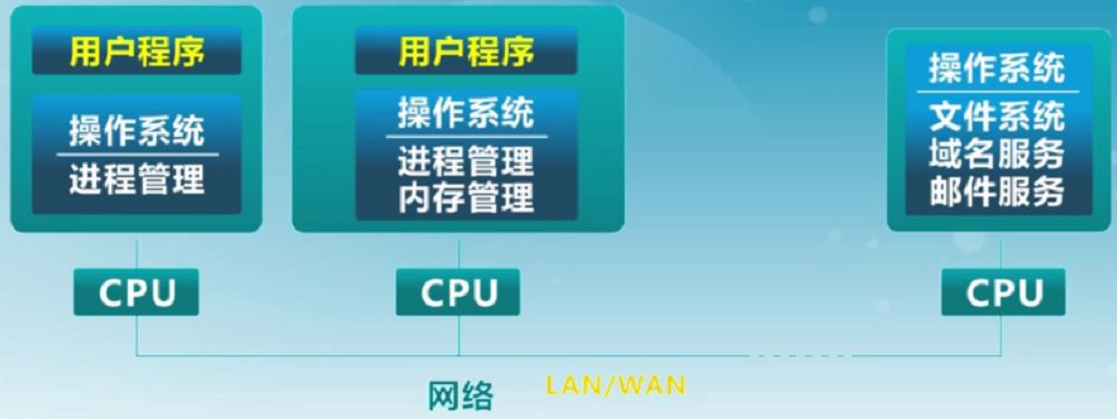 用户程序
操作系统
进程管理
用户程序
操作系统
进程管理
内存管理
操作系统
文件系统
域名服务
邮件服务
CPU
CPU
CPU
网络
LAN/WAN